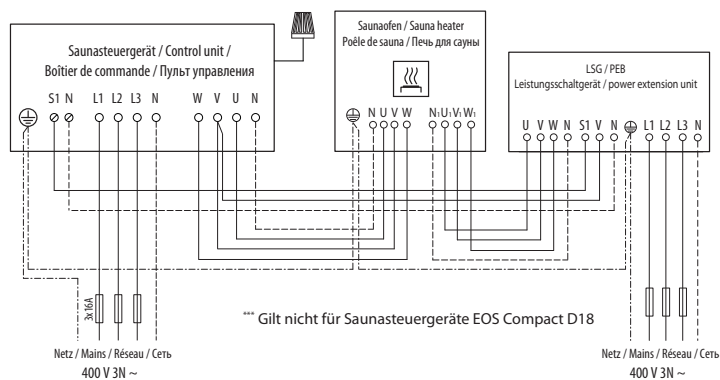 Saunasteuergerät / Control unit /
Boîtier de commande / Пульт управления
S1 N L1 L2 L3 N W V U N
Saunaofen / Sauna heater
Poêle de sauna / Печь для сауны
N U V W N1 U1 V1 W1
LSG / PEB
Leistungsschaltgerät / power extension unit
U V W N S1 V N L1 L2 L3 N
3x 16A
*** Gilt nicht für Saunasteuergeräte EOS Compact D18
Netz / Mains / Réseau / Сеть
400 V 3N ~
Netz / Mains / Réseau / Сеть
400 V 3N ~